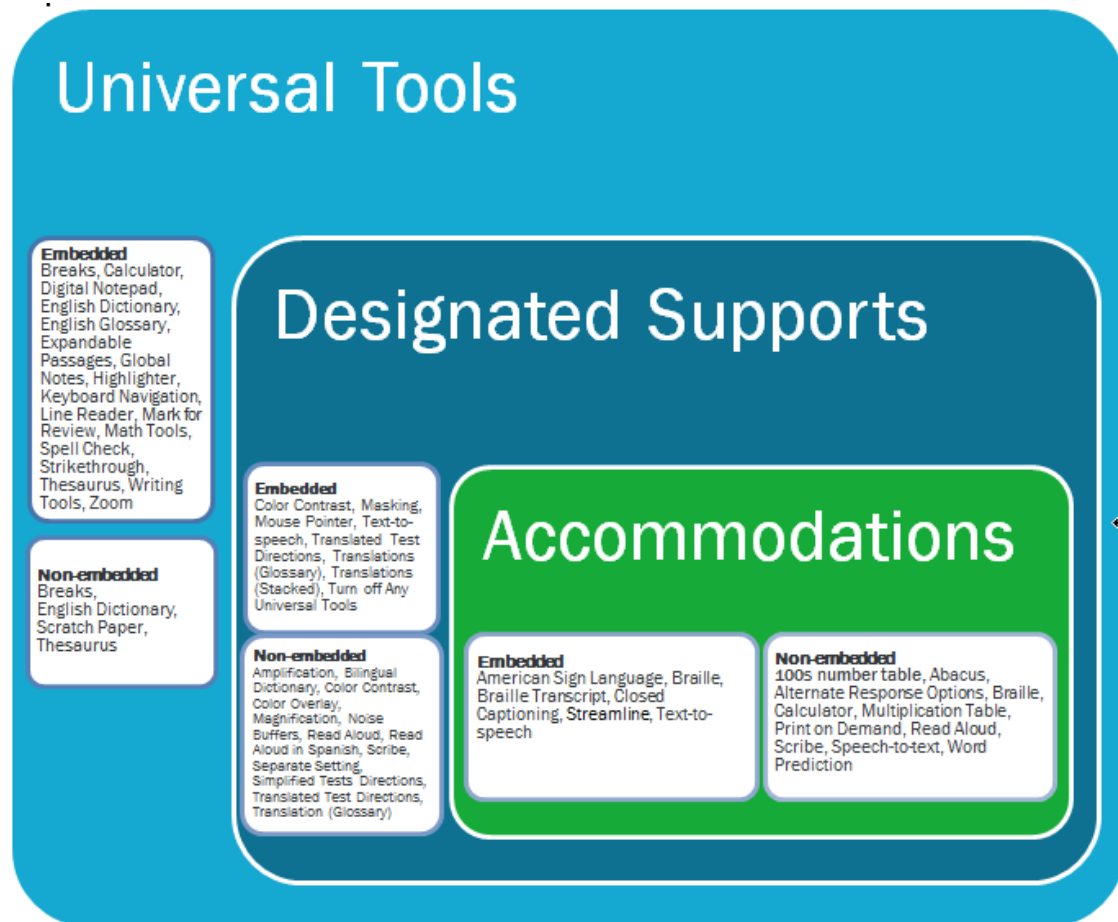 Universal Tools
Embedded
Breaks, Calculator,
Digital Notepad,
English Dictionary,
English Glossary,
Expandable
Passages, Global
Notes, Highlighter,
Keyboard Navigation,
Line Reader, Mark for
Review, Math Tools,
Spell Check,
Strikethrough,
Thesaurus, Writing
Tools, Zoom
Non-embedded
Breaks,
English Dictionary,
Scratch Paper,
Thesaurus
Designated Supports
Embedded
Color Contrast, Masking,
Mouse Pointer, Text-to-
speech, Translated Test
Directions, Translations
(Glossary), Translations
(Stacked), Turn off Any
Universal Tools
Non-embedded
Amplification, Bilingual
Dictionary, Color Contrast,
Color Overlay,
Magnification, Noise
Buffers, Read Aloud, Read
Aloud in Spanish, Scribe,
Separate Setting,
Simplified Tests Directions,
Translated Test Directions,
Translation (Glossary)
Accommodations
Embedded
American Sign Language, Braille,
Braille Transcript, Closed
Captioning, Streamline, Text-to-
speech
Non-embedded
100s number table, Abacus,
Alternate Response Options, Braille,
Calculator, Multiplication Table,
Print on Demand, Read Aloud,
Scribe, Speech-to-text, Word
Prediction